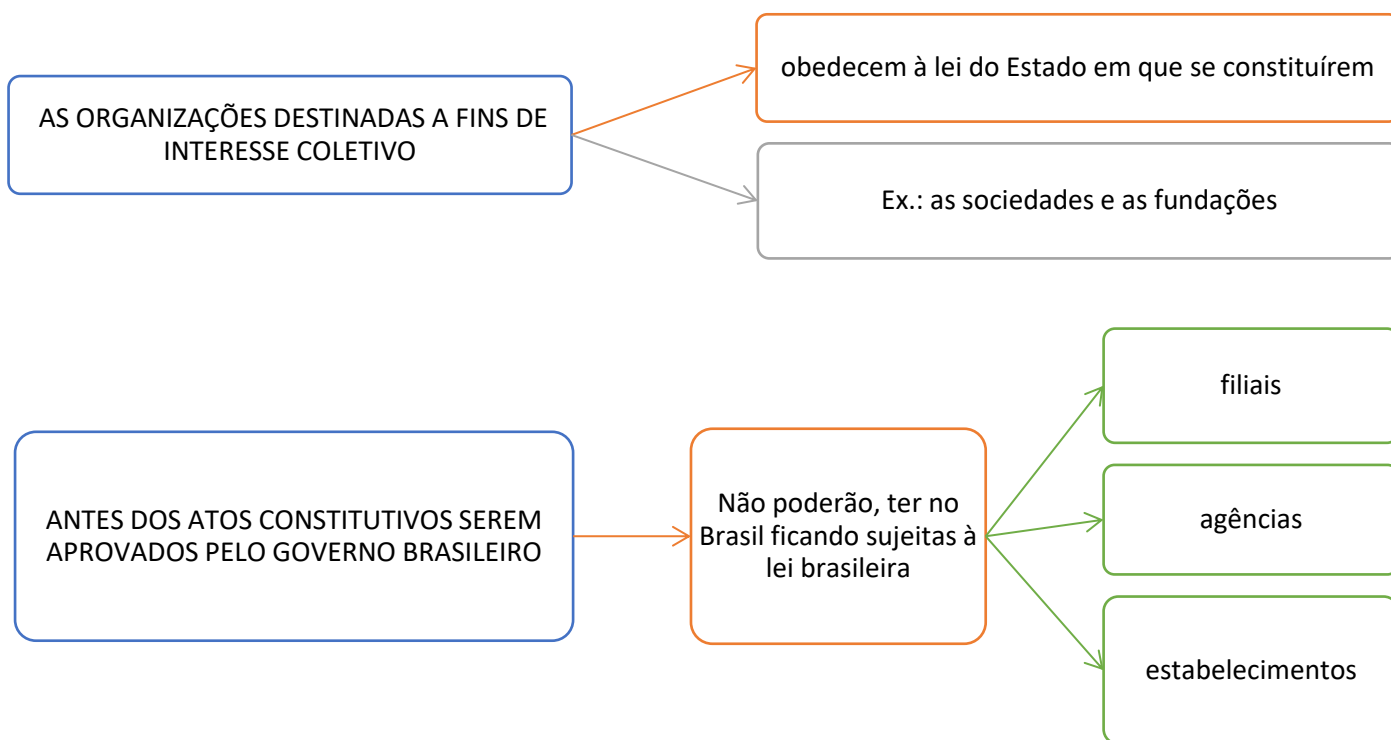 obedecem à lei do Estado em que se constituírem
AS ORGANIZAÇÕES DESTINADAS A FINS DE
INTERESSE COLETIVO
Ex.: as sociedades e as fundações
ANTES DOS ATOS CONSTITUTIVOS SEREM
APROVADOS PELO GOVERNO BRASILEIRO
Não poderão, ter no
Brasil ficando sujeitas à
lei brasileira
filiais
agências
estabelecimentos